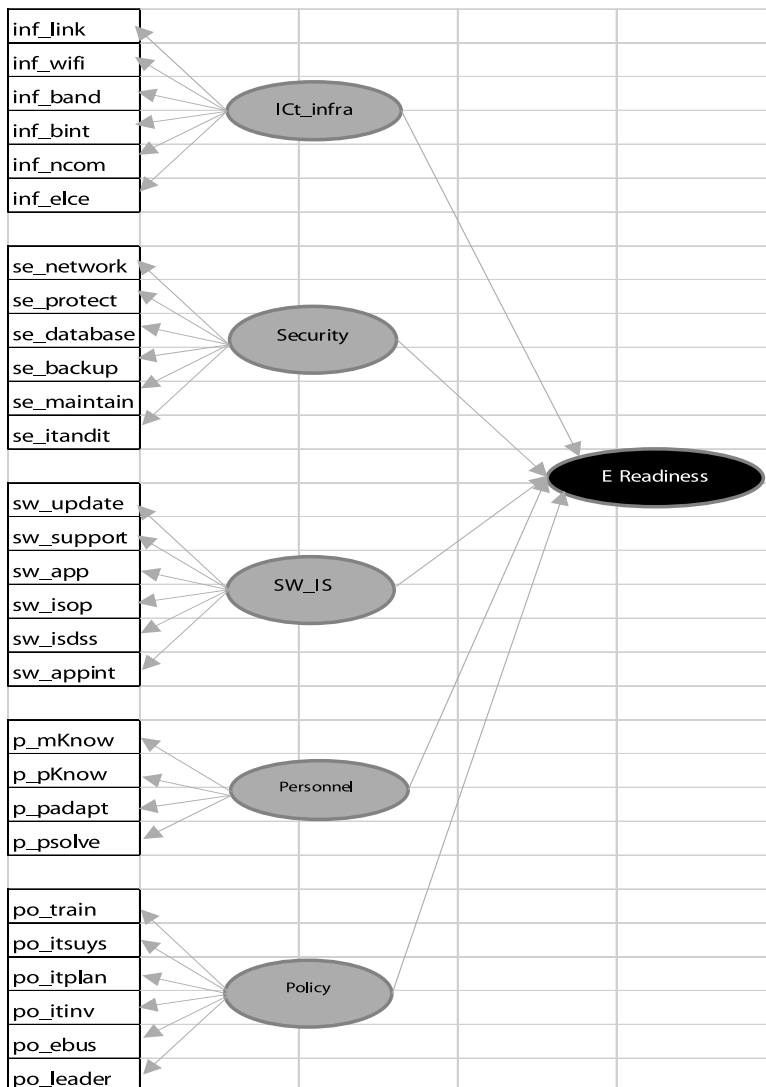 inf_link
inf_wifi
inf_band
inf_bint
inf_ncom
inf_elce
ICt_infra
se_network
se_protect
se_database
se_backup
se_maintain
se_itandit
Security
E Readiness
sw_update
sw_support
sw_app
sw_isop
sw_isdss
sw_appint
SW_IS
p_mKnow
p_pKnow
p_padapt
p_psolve
Personnel
po_train
po_itsuys
po_itplan
po_itinv
po_ebus
po_leader
Policy